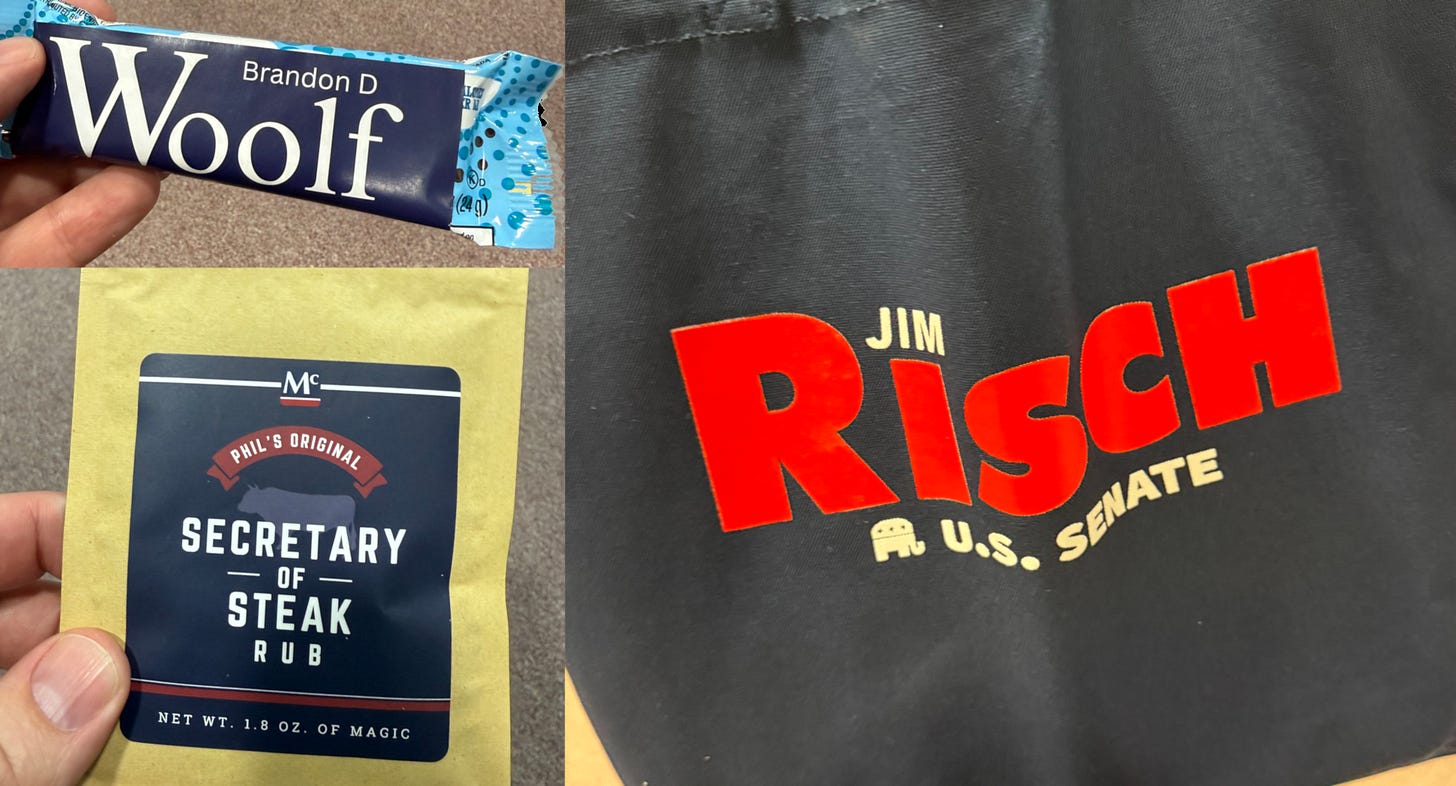 Brandon D
Woolf
(24 g)
Mc
PHIL'S ORIGINAL
SECRETARY
OF
STEAK
RUB
NET WT. 1.8 OZ. OF MAGIC
JIM
RISCH
U.S. SENATE